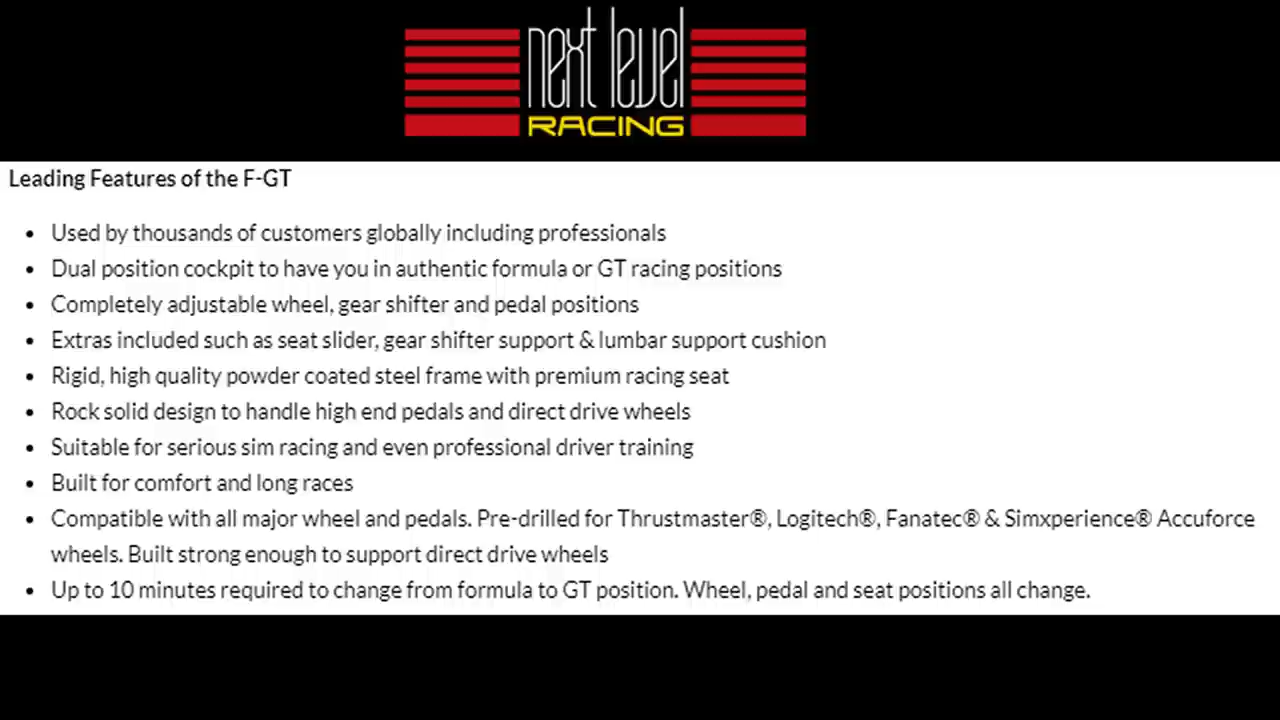 next level
RACING
Leading Features of the F-GT
• Used by thousands of customers globally including professionals
• Dual position cockpit to have you in authentic formula or GT racing positions
• Completely adjustable wheel, gear shifter and pedal positions
• Extras included such as seat slider, gear shifter support & lumbar support cushion
• Rigid, high quality powder coated steel frame with premium racing seat
• Rock solid design to handle high end pedals and direct drive wheels
• Suitable for serious sim racing and even professional driver training
• Built for comfort and long races
• Compatible with all major wheel and pedals. Pre-drilled for Thrustmaster®, Logitech®, Fanatec® & Simxperience® Accuforce
wheels. Built strong enough to support direct drive wheels
• Up to 10 minutes required to change from formula to GT position. Wheel, pedal and seat positions all change.